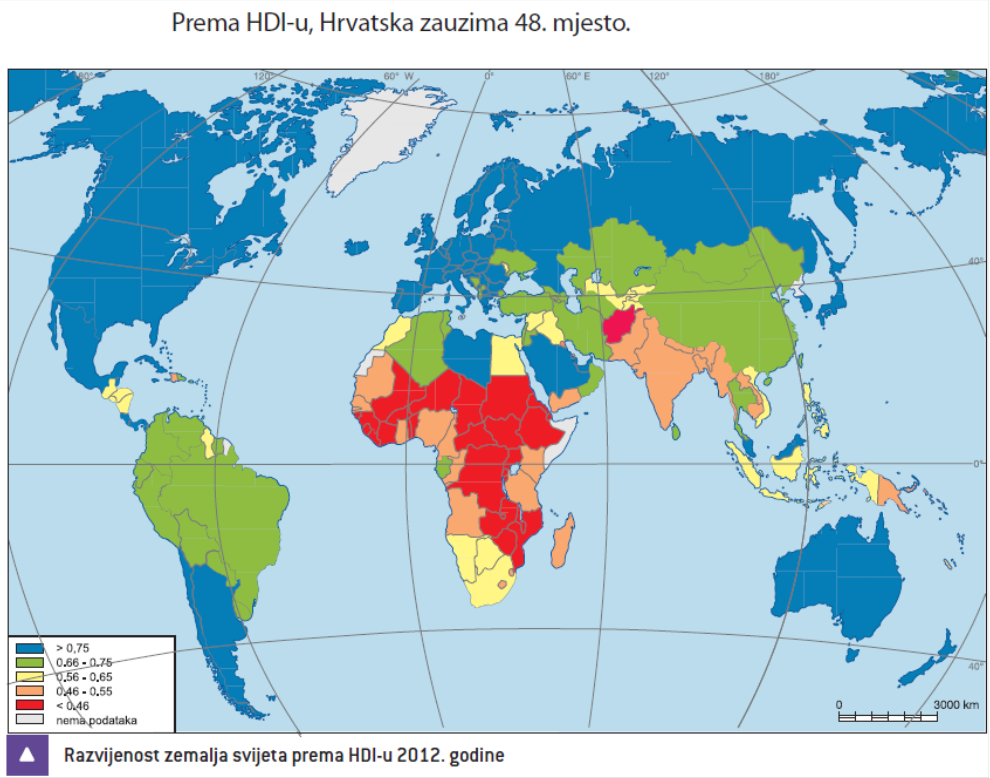 Prema HDI-u, Hrvatska zauzima 48. mjesto.
180° 120° 60° W 0° 60° E 120° 180°
40°
0°
40°
> 0,75
0.66 - 0.75
0.56 - 0.65
0.46 - 0.55
< 0.46
nema podataka
0 3000 km
Razvijenost zemalja svijeta prema HDI-u 2012. godine